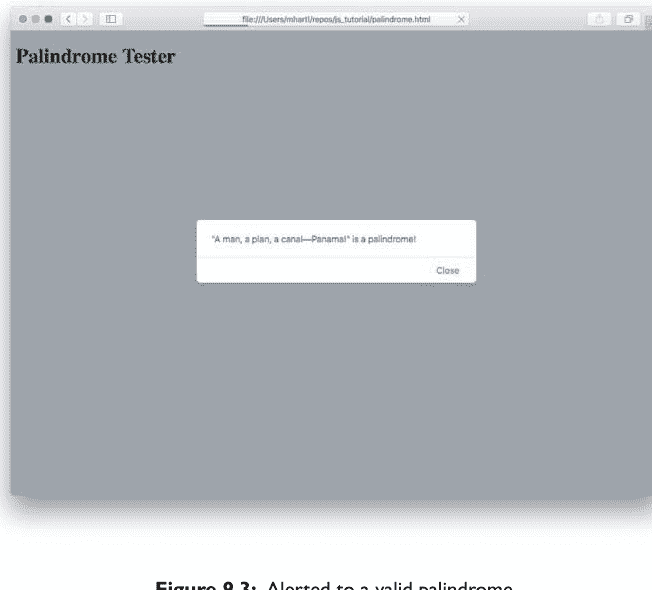 file:///Users/mhartl/repos/js_tutorial/palindrome.html
Palindrome Tester
"A man, a plan, a canal—Panama!" is a palindrome!
Close
Figure 9.3: Alerted to a valid palindrome